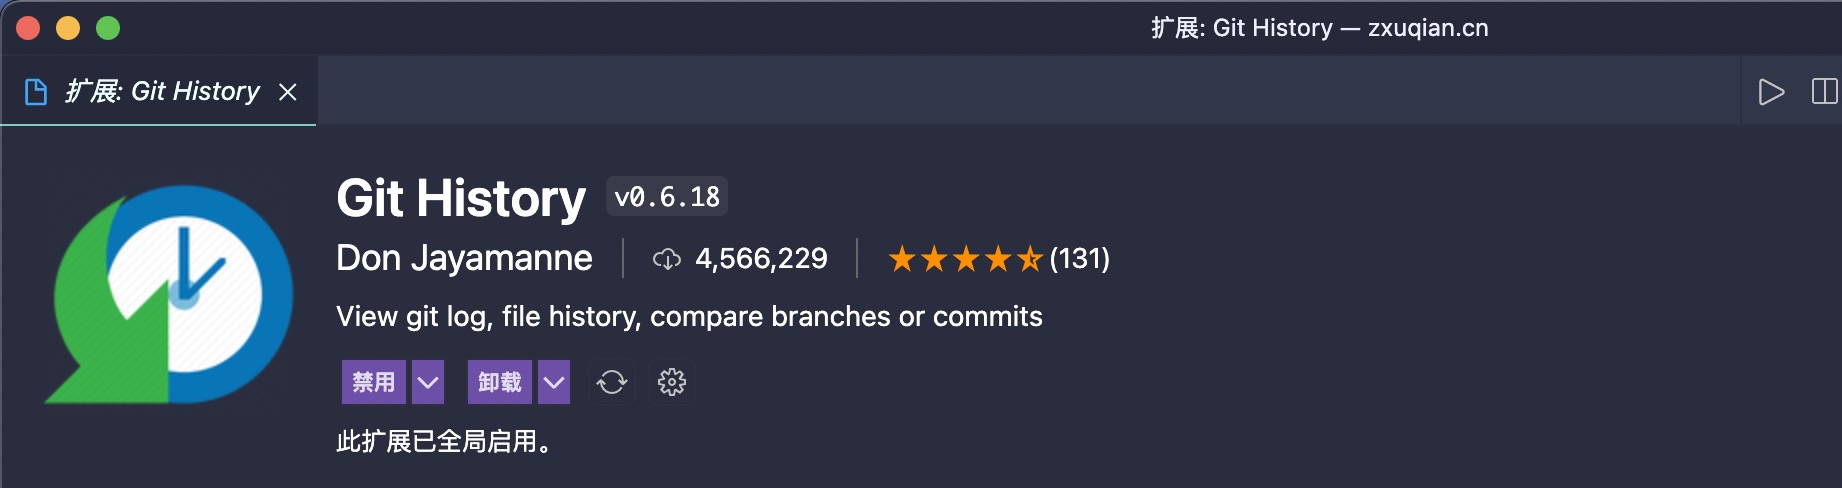 扩展: Git History — zxuqian.cn
扩展: Git History
Git History v0.6.18
Don Jayamanne 4,566,229 (131)
View git log, file history, compare branches or commits
禁用 卸载
此扩展已全局启用。